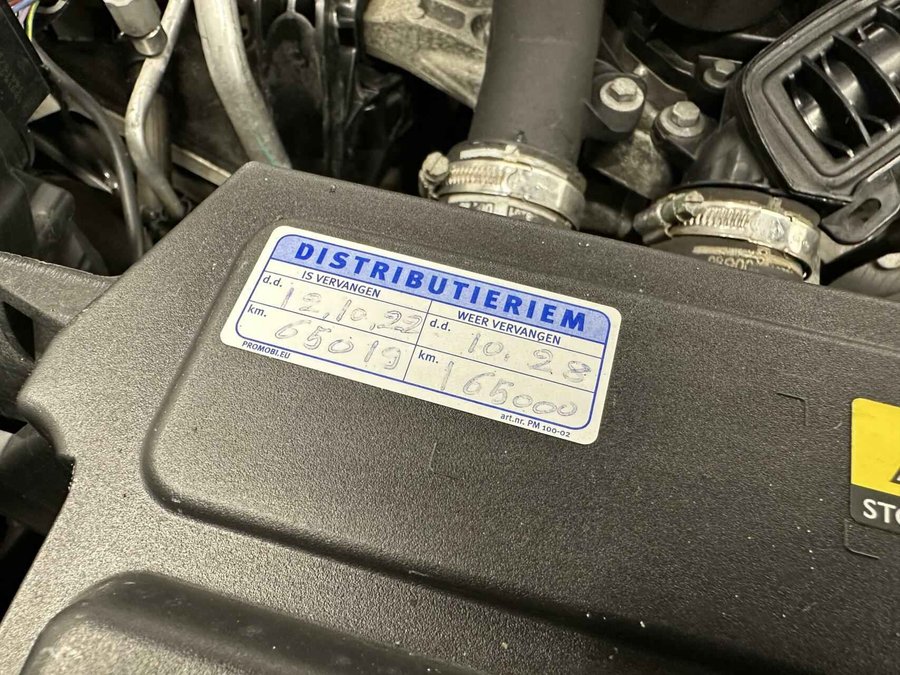 DISTRIBUTIERIEM
IS VERVANGEN
d.d. 12,10,22
km. 65019
WEER VERVANGEN
d.d. 10.28
km. 165000
PROMOBI.EU
art.nr. PM 100-02